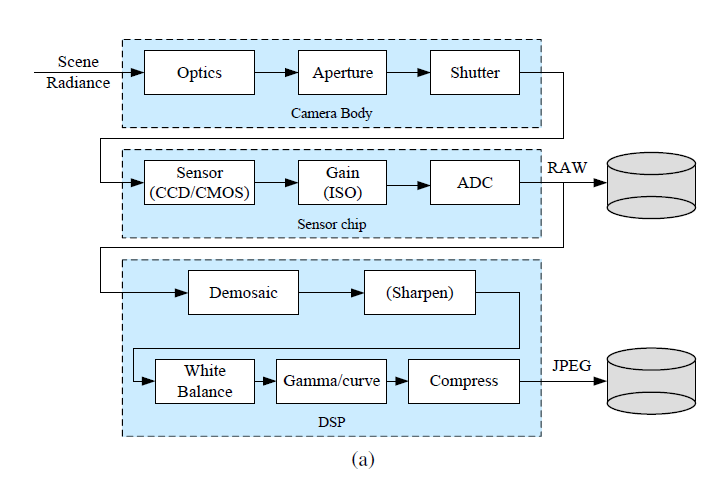 Scene
Radiance
Optics
Aperture
Shutter
Camera Body
Sensor
(CCD/CMOS)
Gain
(ISO)
ADC
RAW
Sensor chip
Demosaic
(Sharpen)
White
Balance
Gamma/curve
Compress
JPEG
DSP
(a)